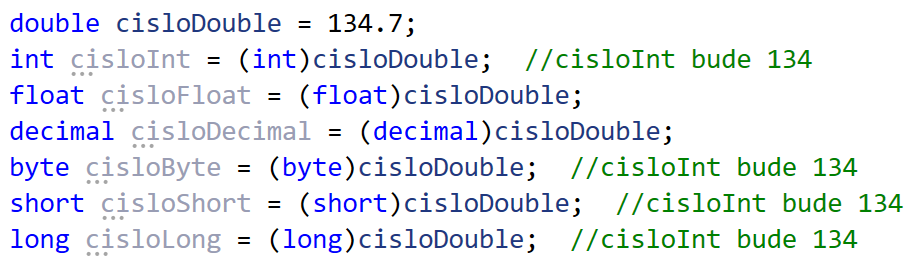 double cisloDouble = 134.7;
int cisloInt = (int)cisloDouble;  //cisloInt bude 134
float cisloFloat = (float)cisloDouble;
decimal cisloDecimal = (decimal)cisloDouble;
byte cisloByte = (byte)cisloDouble;  //cisloInt bude 134
short cisloShort = (short)cisloDouble;  //cisloInt bude 134
long cisloLong = (long)cisloDouble;  //cisloInt bude 134